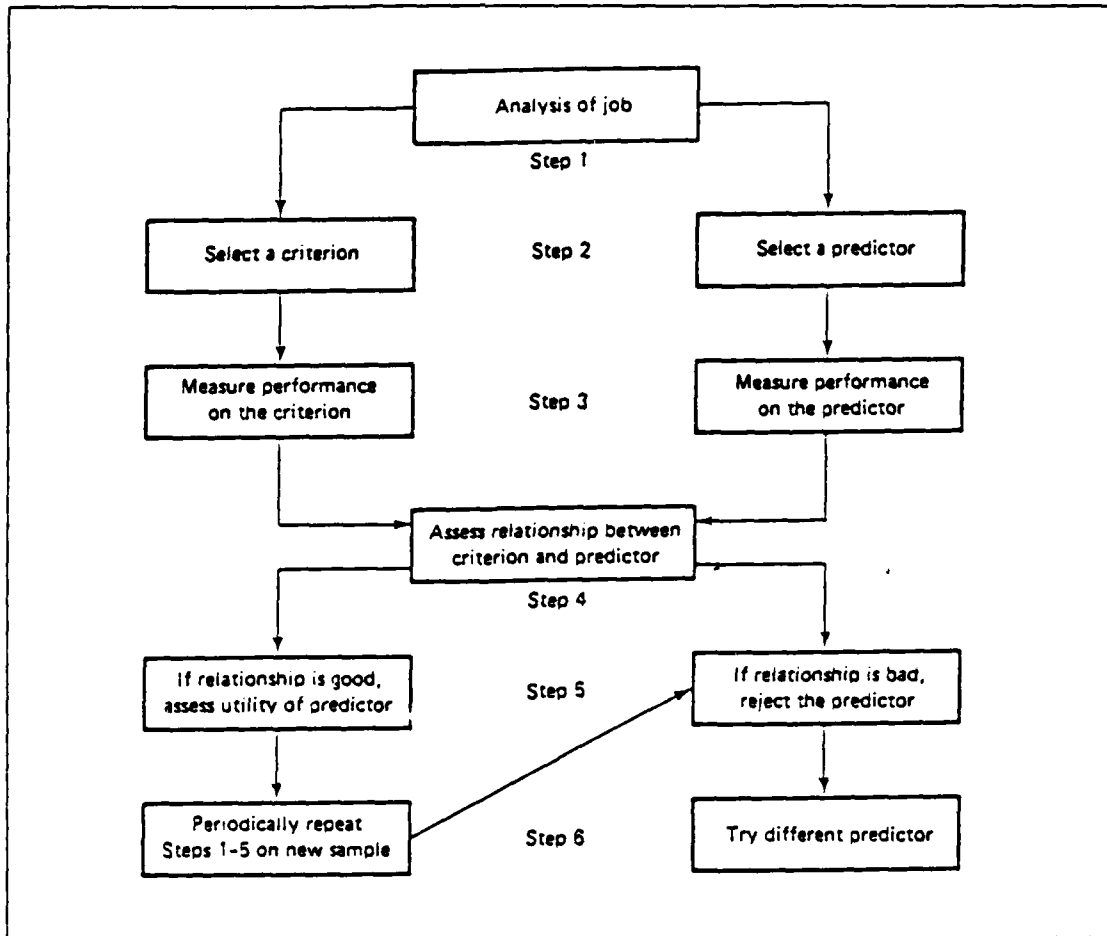 Analysis of job
Step 1
Select a criterion
Step 2
Select a predictor
Measure performance
on the criterion
Step 3
Measure performance
on the predictor
Assess relationship between
criterion and predictor
Step 4
If relationship is good,
assess utility of predictor
Step 5
If relationship is bad,
reject the predictor
Periodically repeat
Steps 1-5 on new sample
Step 6
Try different predictor